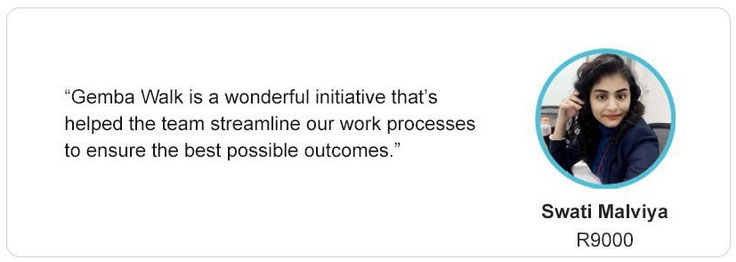 “Gemba Walk is a wonderful initiative that’s
helped the team streamline our work processes
to ensure the best possible outcomes.”
Swati Malviya
R9000